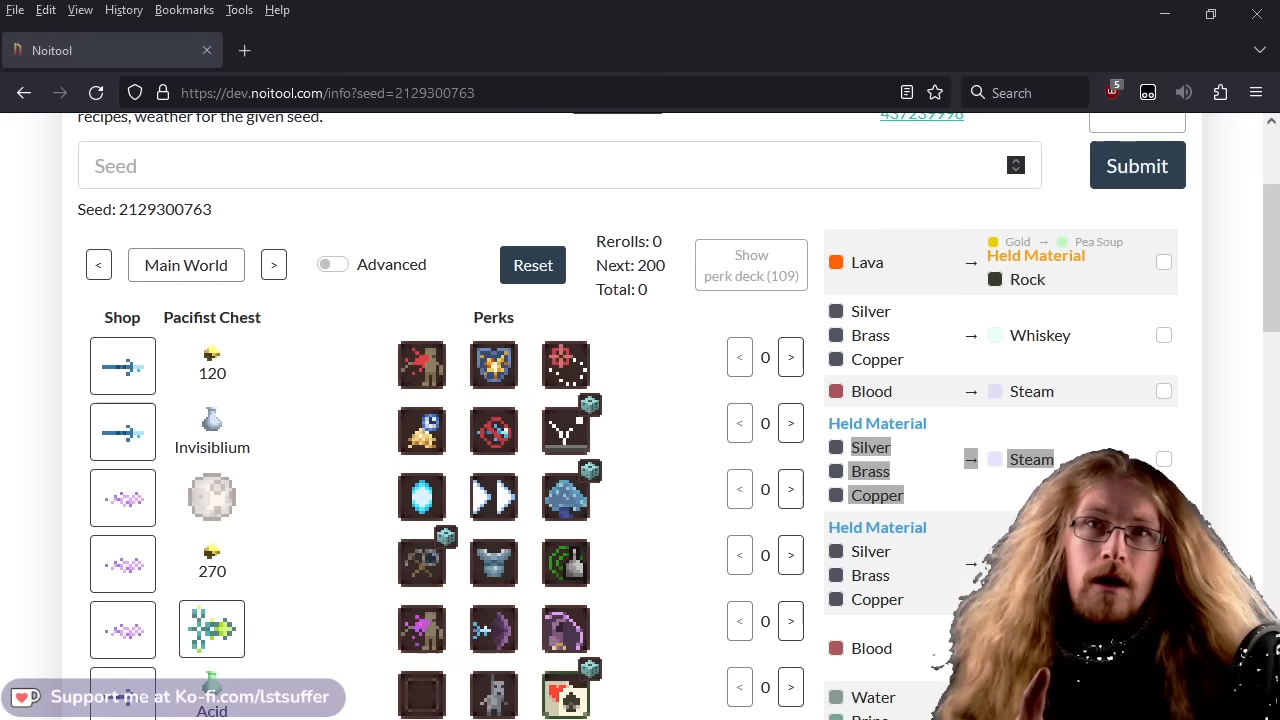 File Edit View History Bookmarks Tools Help
Noitool
https://dev.noitool.com/info?seed=2129300763
Search
5
recipes, weather for the given seed.
437239996
Seed
Submit
Seed: 2129300763
< Main World >
Advanced
Reset
Rerolls: 0
Next: 200
Total: 0
Show
perk deck (109)
Shop Pacifist Chest Perks
120
< 0 >
Invisiblium
< 0 >
< 0 >
270
< 0 >
< 0 >
Acid
< 0 >
Gold → Pea Soup
Held Material
Lava → Rock
Silver
Brass → Whiskey
Copper
Blood → Steam
Held Material
Silver
Brass → Steam
Copper
Held Material
Silver
Brass →
Copper
Blood
Water
Support me at Ko-fi.com/lstsuffer